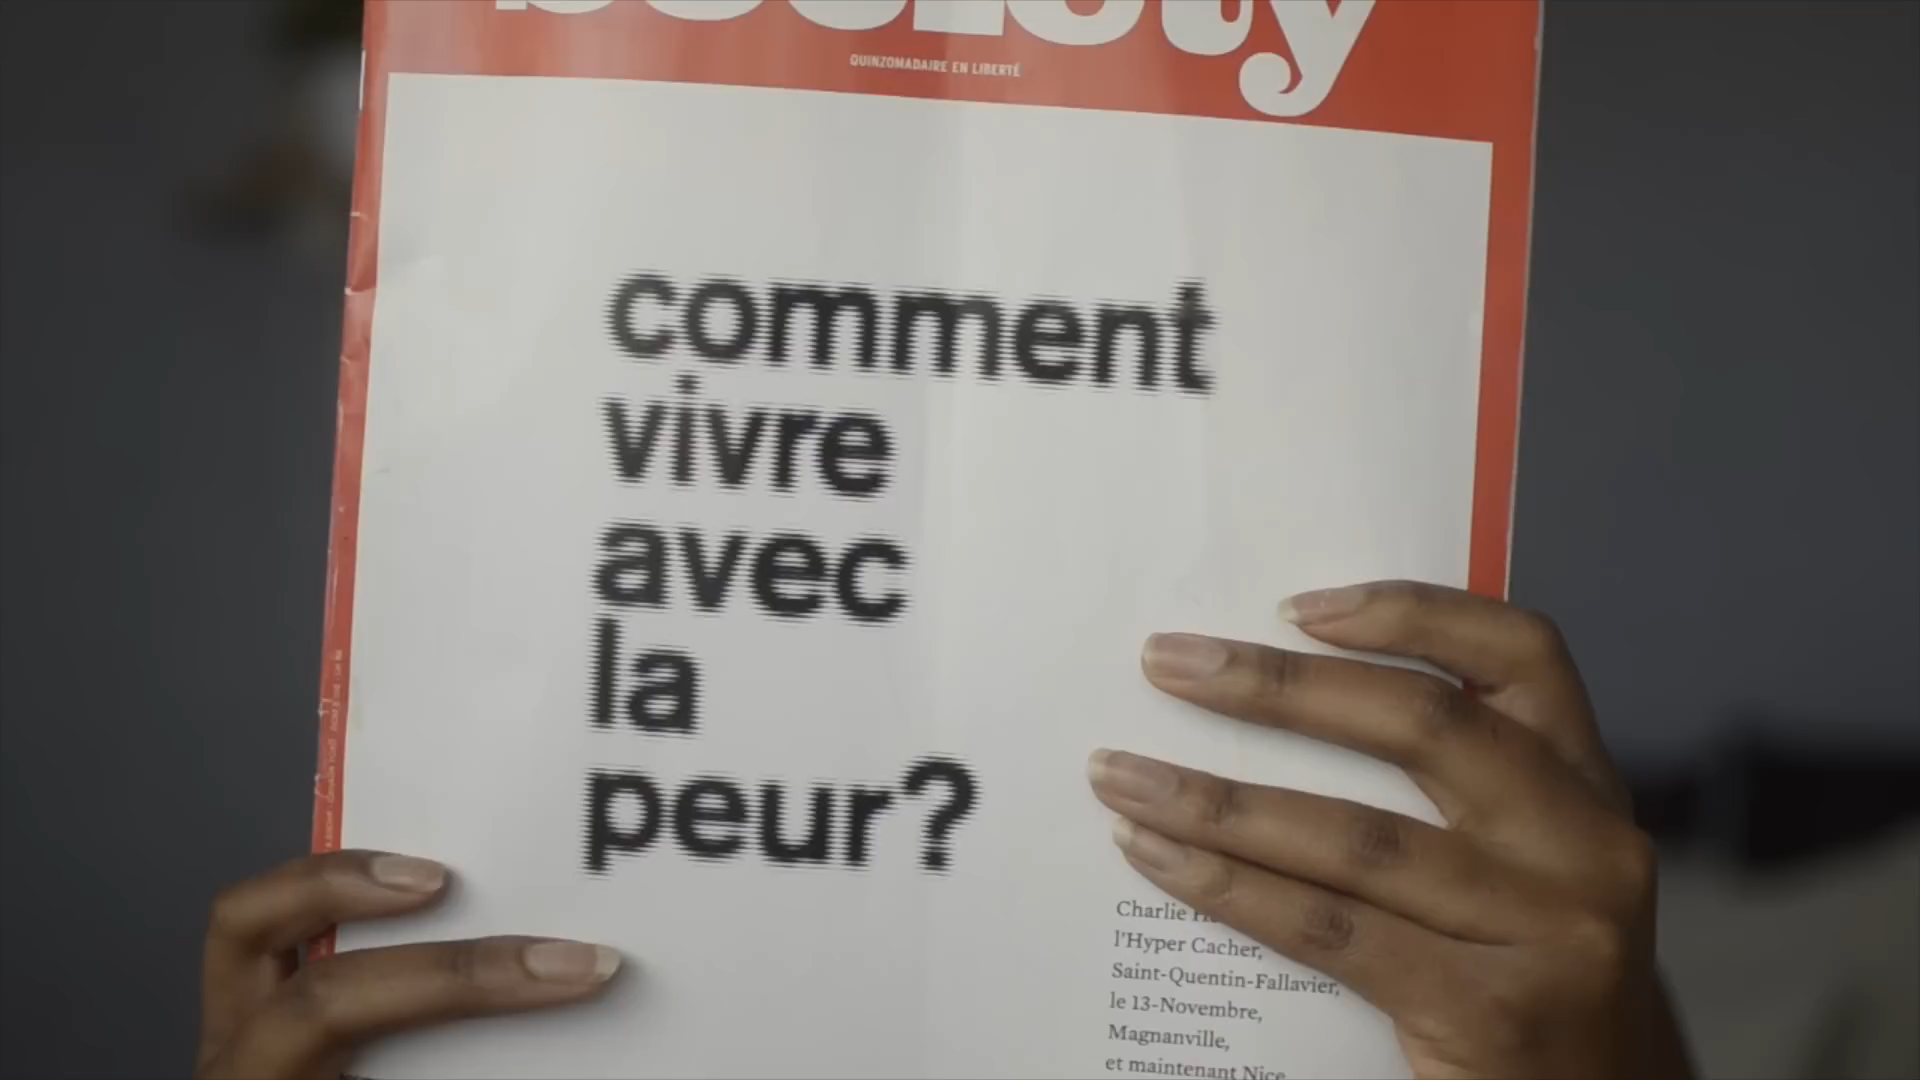 society
QUINZOMADAIRE EN LIBERTÉ
comment
vivre
avec
la
peur?
Charlie
l'Hyper Cacher,
Saint-Quentin-Fallavier,
le 13-Novembre,
Magnanville,
et maintenant Nice